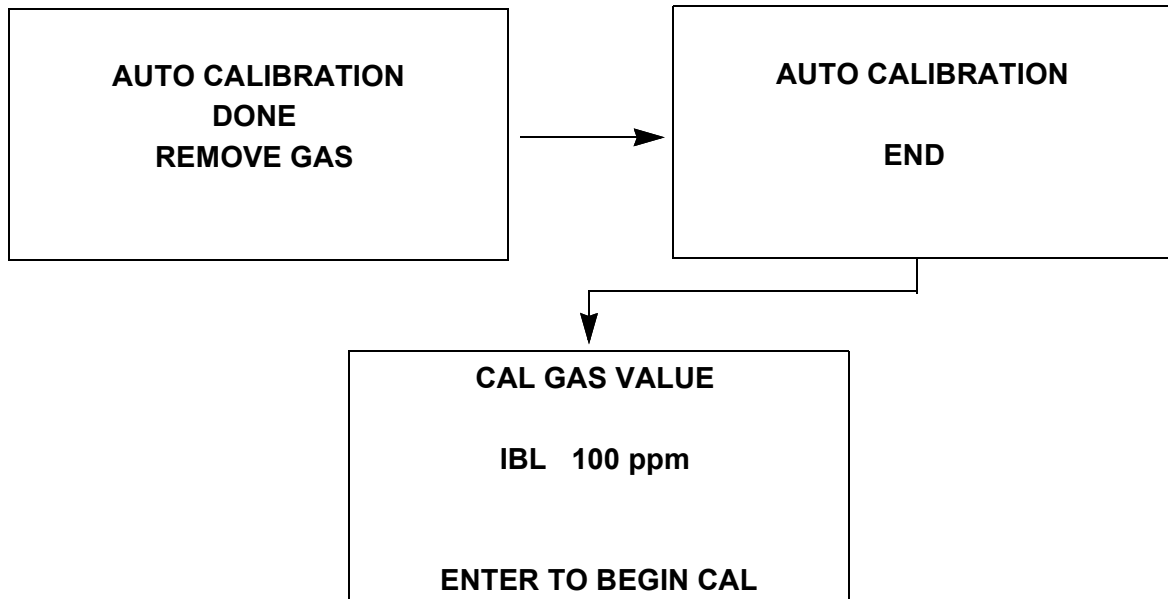 AUTO CALIBRATION
DONE
REMOVE GAS
AUTO CALIBRATION
END
CAL GAS VALUE
IBL 100 ppm
ENTER TO BEGIN CAL